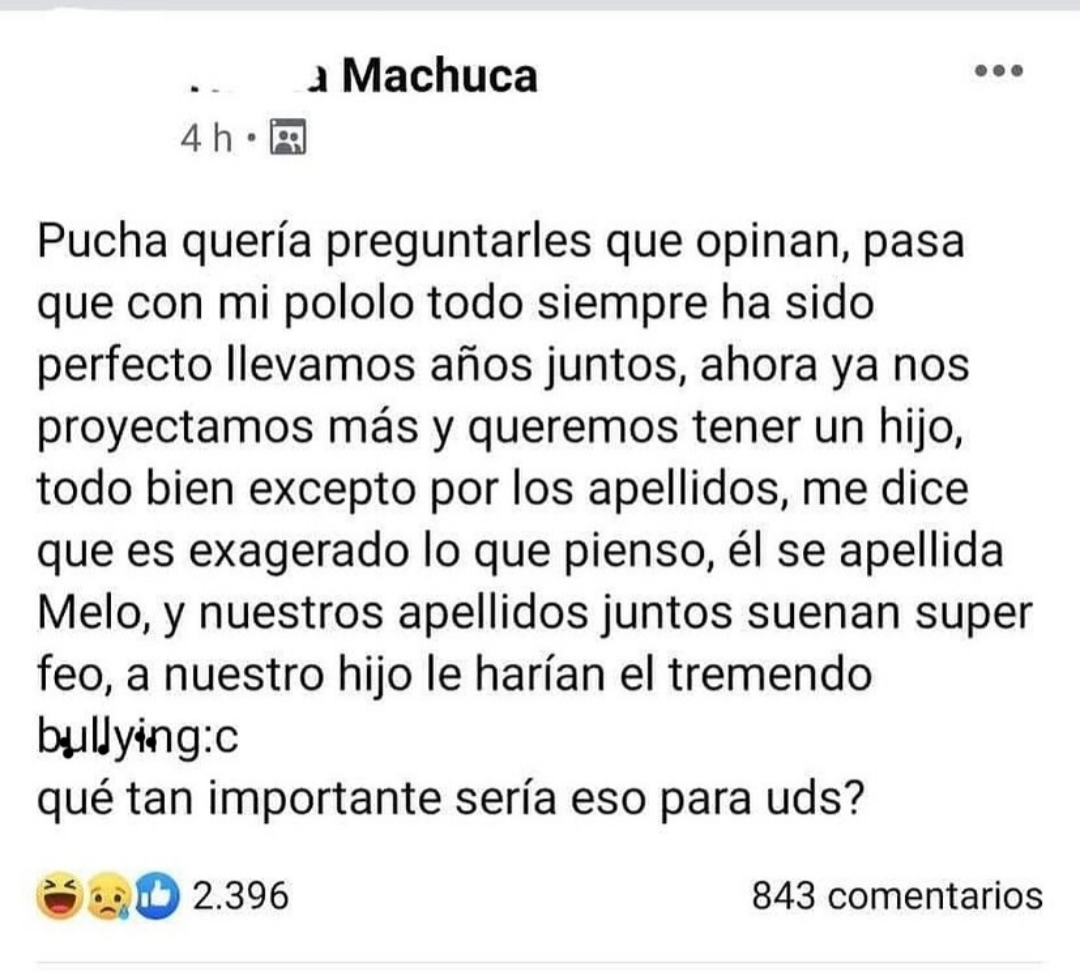 Machuca
4 h
Pucha quería preguntarles que opinan, pasa
que con mi pololo todo siempre ha sido
perfecto llevamos años juntos, ahora ya nos
proyectamos más y queremos tener un hijo,
todo bien excepto por los apellidos, me dice
que es exagerado lo que pienso, él se apellida
Melo, y nuestros apellidos juntos suenan super
feo, a nuestro hijo le harían el tremendo
bullying:c
qué tan importante sería eso para uds?
2.396 843 comentarios